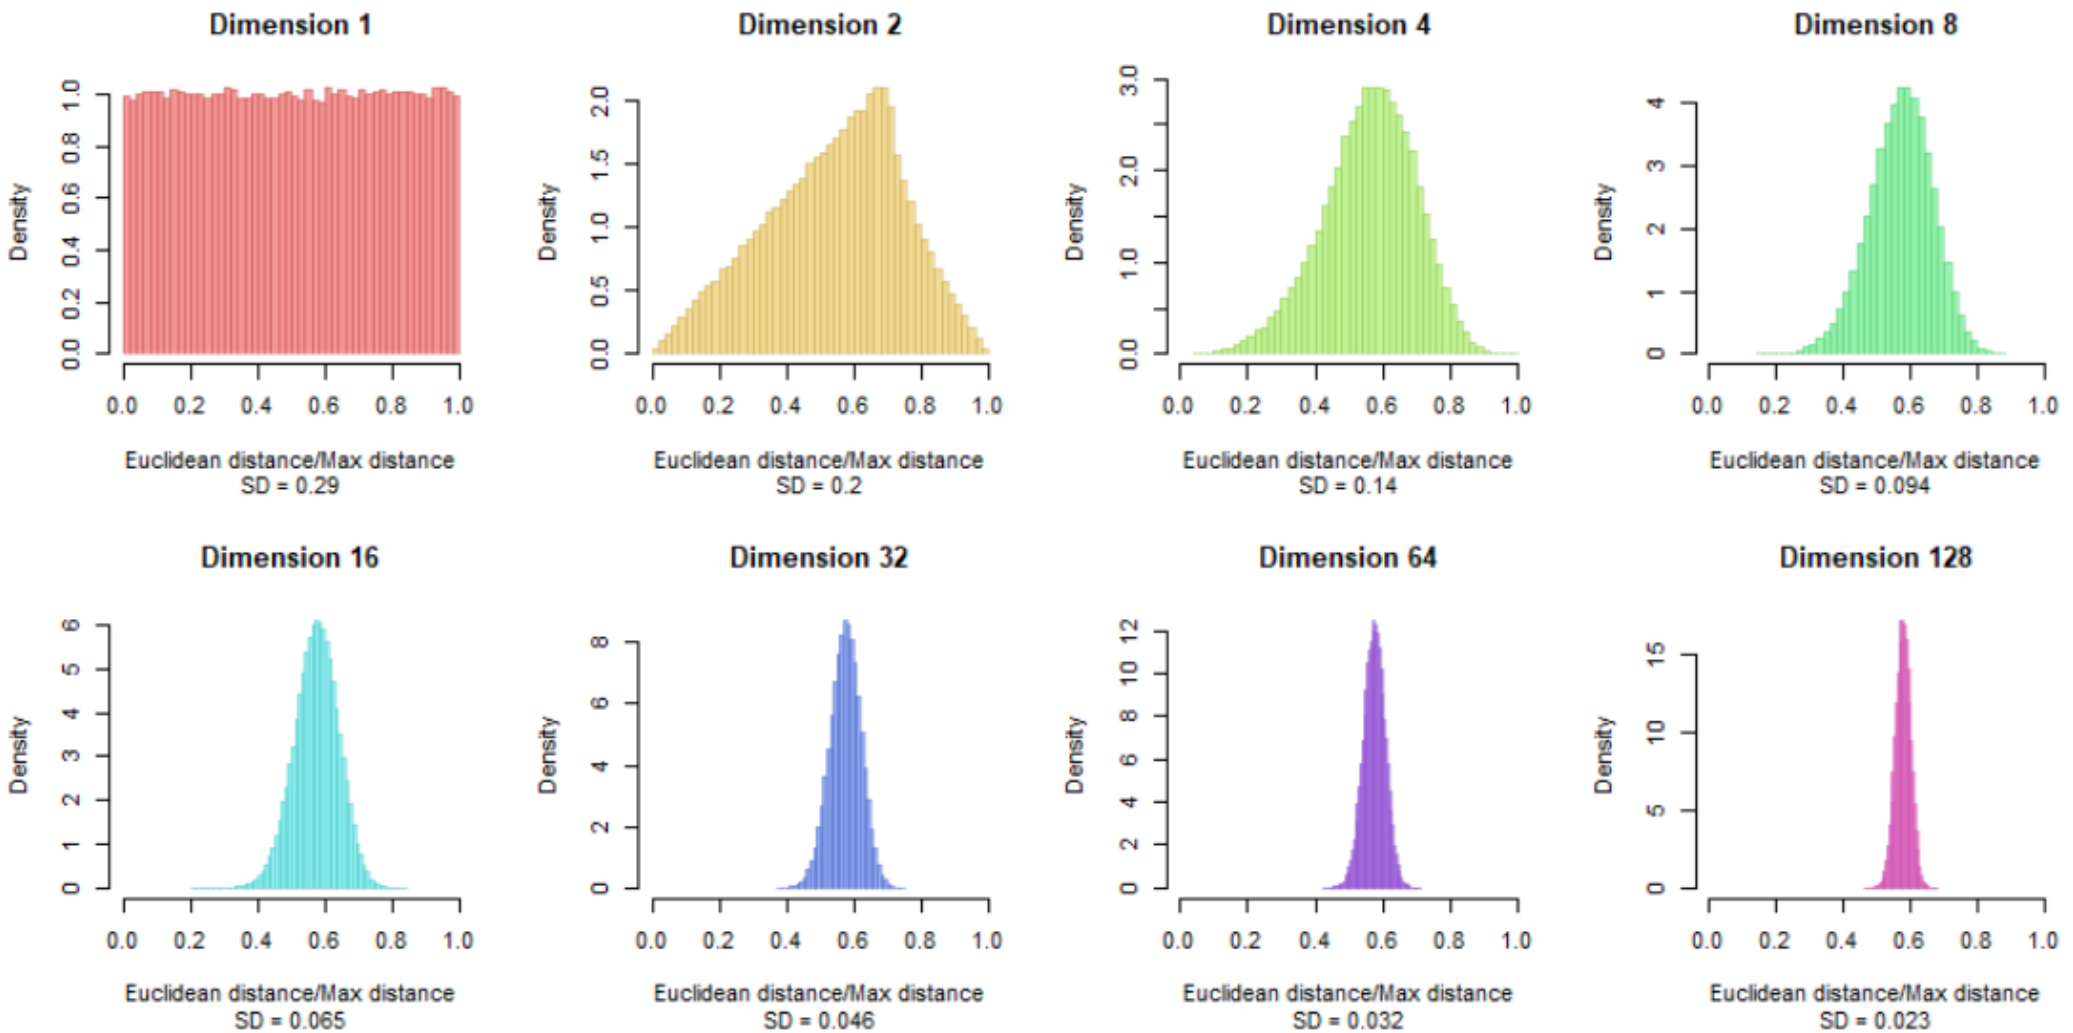 Dimension 1
Dimension 2
Dimension 4
Dimension 8
Density
0.0 0.2 0.4 0.6 0.8 1.0
0.0 0.2 0.4 0.6 0.8 1.0
Euclidean distance/Max distance
SD = 0.29
Density
0.0 0.5 1.0 1.5 2.0
0.0 0.2 0.4 0.6 0.8 1.0
Euclidean distance/Max distance
SD = 0.2
Density
0.0 1.0 2.0 3.0
0.0 0.2 0.4 0.6 0.8 1.0
Euclidean distance/Max distance
SD = 0.14
Density
0 1 2 3 4
0.0 0.2 0.4 0.6 0.8 1.0
Euclidean distance/Max distance
SD = 0.094
Dimension 16
Dimension 32
Dimension 64
Dimension 128
Density
0 1 2 3 4 5 6
0.0 0.2 0.4 0.6 0.8 1.0
Euclidean distance/Max distance
SD = 0.065
Density
0 2 4 6 8
0.0 0.2 0.4 0.6 0.8 1.0
Euclidean distance/Max distance
SD = 0.046
Density
0 2 4 6 8 10 12
0.0 0.2 0.4 0.6 0.8 1.0
Euclidean distance/Max distance
SD = 0.032
Density
0 5 10 15
0.0 0.2 0.4 0.6 0.8 1.0
Euclidean distance/Max distance
SD = 0.023